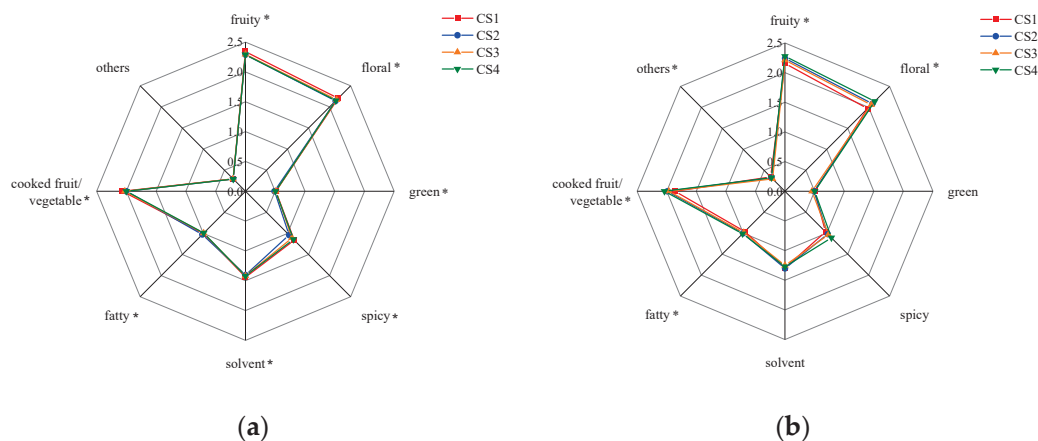 fruity *
CS1
CS2
CS3
CS4
2.5
2.0
1.5
1.0
0.5
0.0
others
floral *
cooked fruit/
vegetable *
green *
fatty *
spicy *
solvent *
(a)
fruity *
CS1
CS2
CS3
CS4
2.5
2.0
1.5
1.0
0.5
0.0
others *
floral *
cooked fruit/
vegetable *
green
fatty *
spicy
solvent
(b)